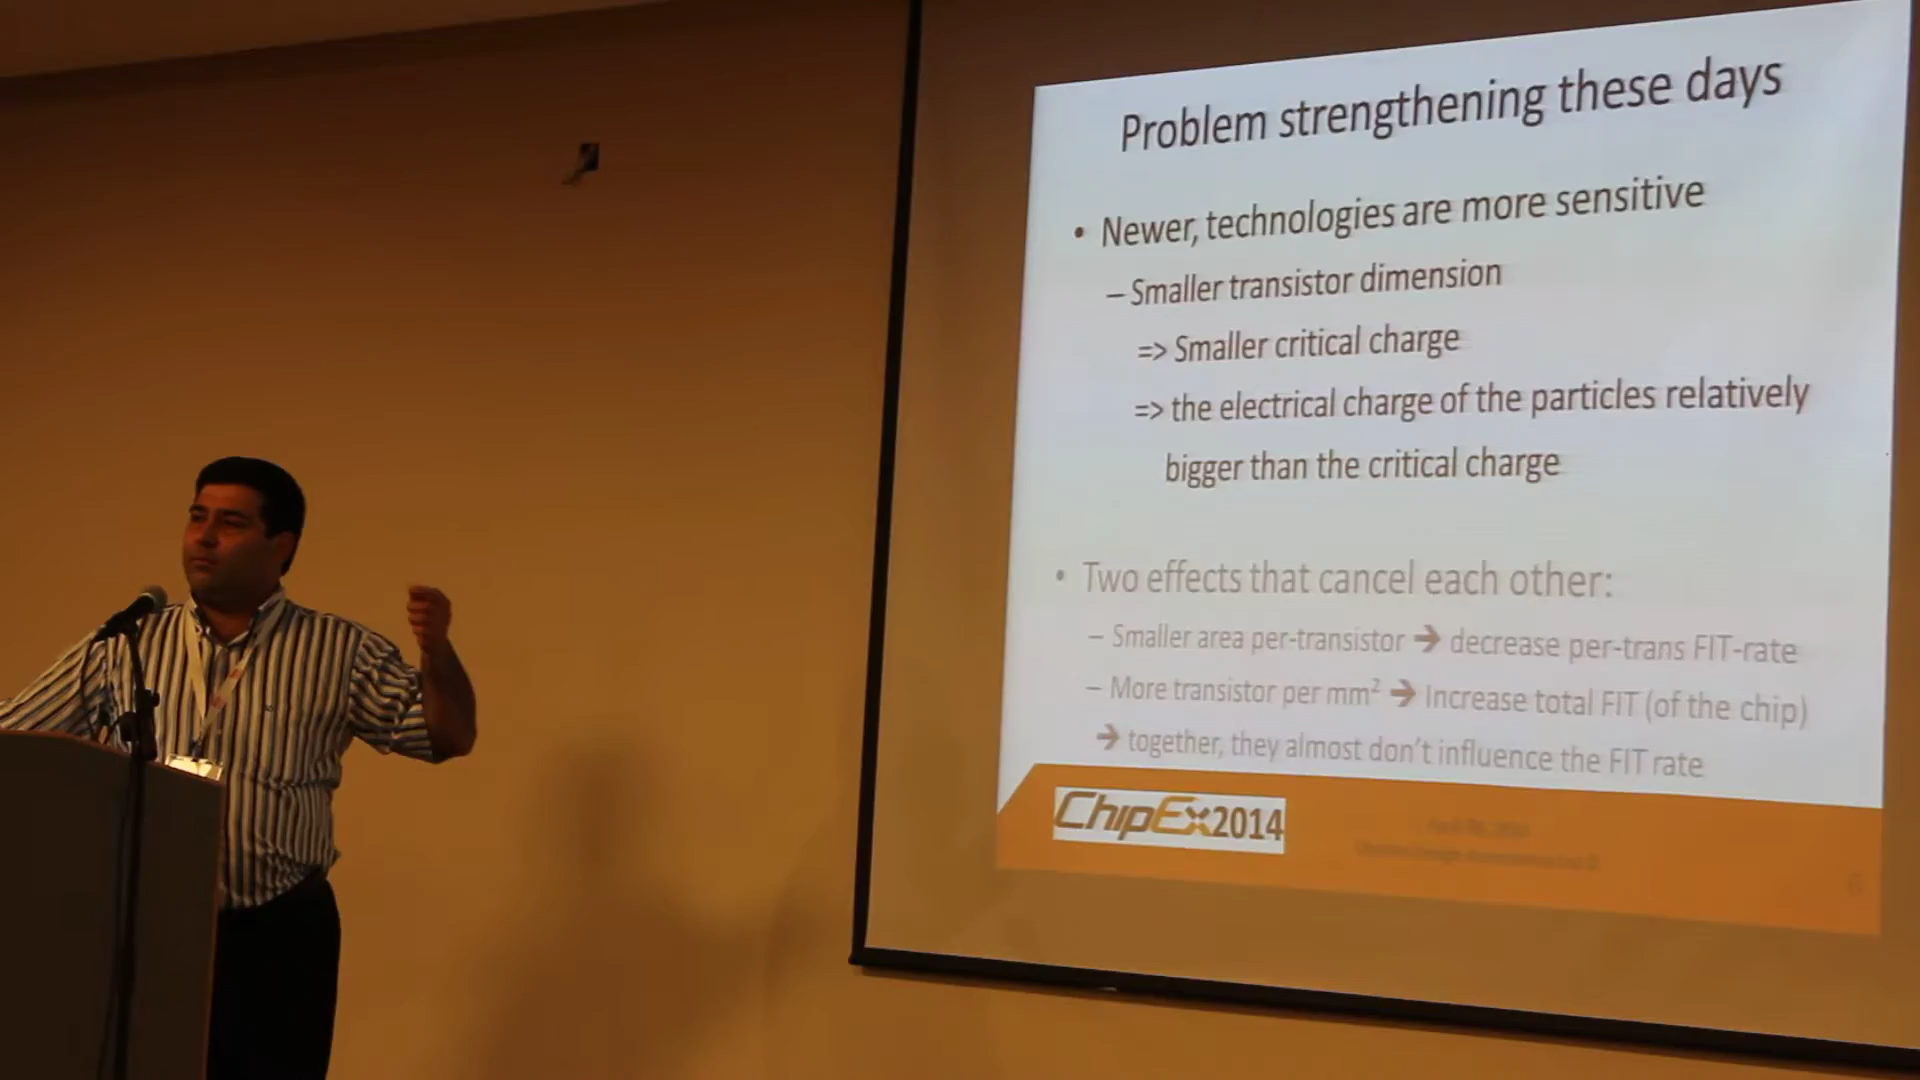 Problem strengthening these days
• Newer, technologies are more sensitive
– Smaller transistor dimension
=> Smaller critical charge
=> the electrical charge of the particles relatively
bigger than the critical charge
• Two effects that cancel each other:
– Smaller area per-transistor ➔ decrease per-trans FIT-rate
– More transistor per mm² ➔ Increase total FIT (of the chip)
➔ together, they almost don't influence the FIT rate
ChipEx2014